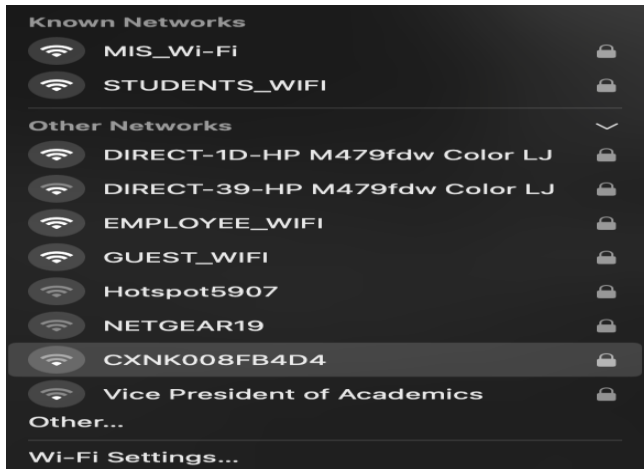 Known Networks
MIS_Wi-Fi
STUDENTS_WIFI
Other Networks
DIRECT-1D-HP M479fdw Color LJ
DIRECT-39-HP M479fdw Color LJ
EMPLOYEE_WIFI
GUEST_WIFI
Hotspot5907
NETGEAR19
CXNK008FB4D4
Vice President of Academics
Other...
Wi-Fi Settings...